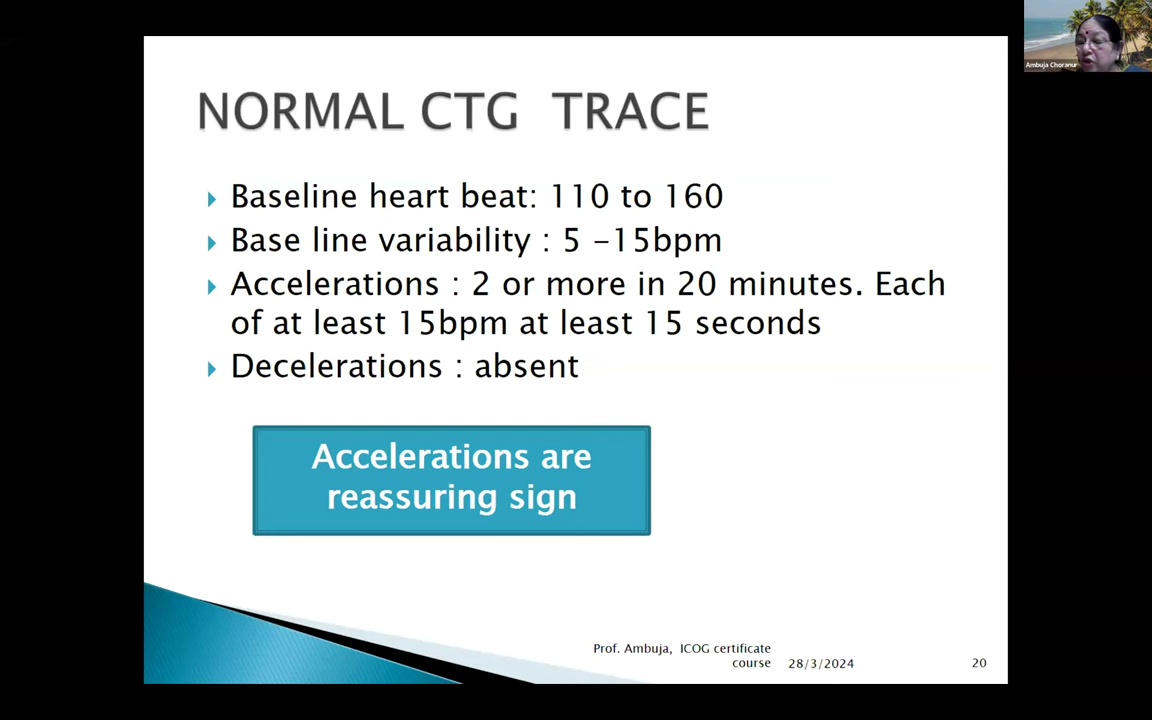 NORMAL CTG TRACE
Baseline heart beat: 110 to 160
Base line variability : 5 –15bpm
Accelerations : 2 or more in 20 minutes. Each
of at least 15bpm at least 15 seconds
Decelerations : absent
Accelerations are
reassuring sign
Prof. Ambuja, ICOG certificate
course
28/3/2024
20
Ambuja Choranur